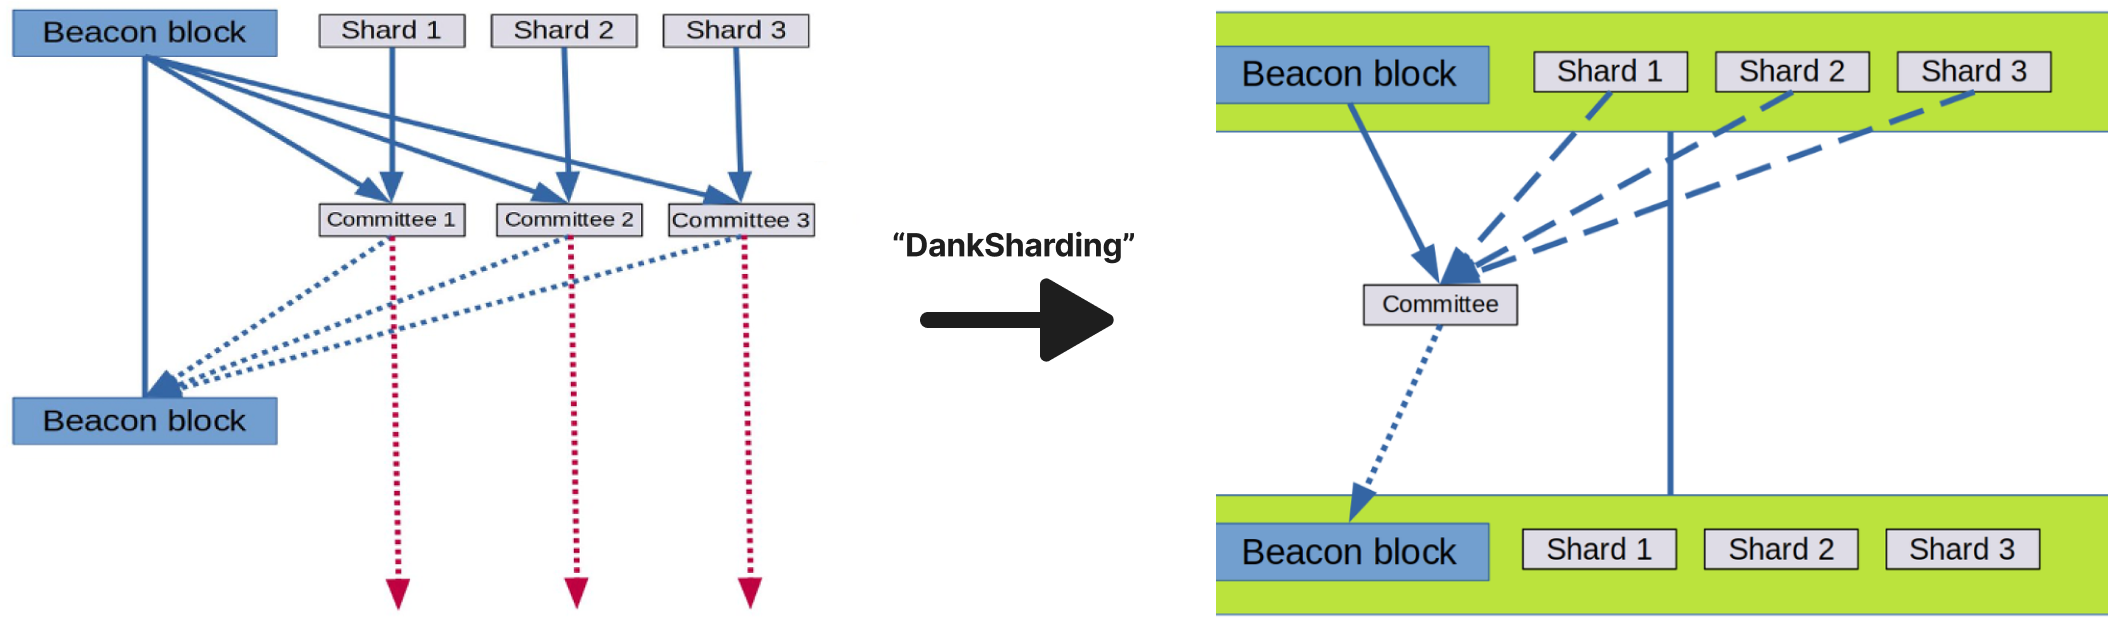 Beacon block
Shard 1
Shard 2
Shard 3
Committee 1
Committee 2
Committee 3
Beacon block
“DankSharding”
Beacon block
Shard 1
Shard 2
Shard 3
Committee
Beacon block
Shard 1
Shard 2
Shard 3